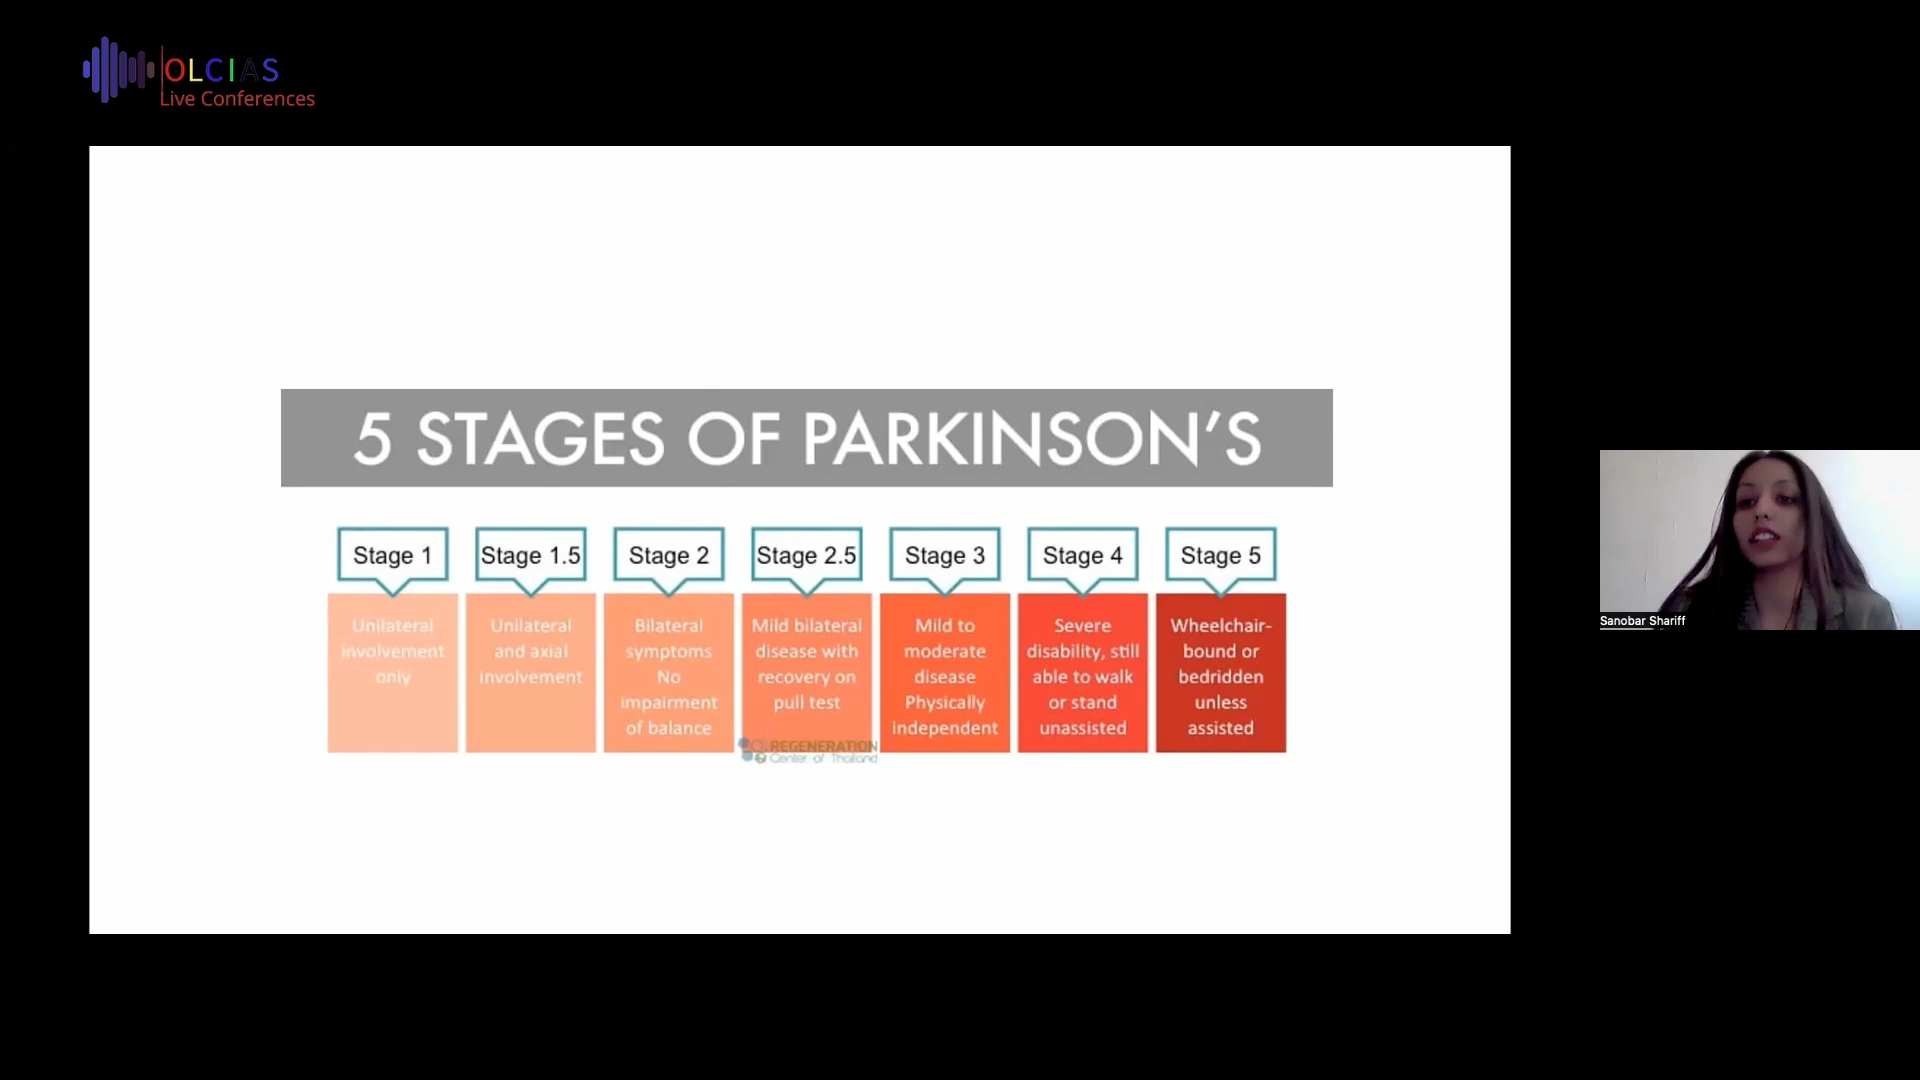 OLCIAS
Live Conferences
5 STAGES OF PARKINSON'S
Stage 1
Unilateral
involvement
only
Stage 1.5
Unilateral
and axial
involvement
Stage 2
Bilateral
symptoms
No
impairment
of balance
Stage 2.5
Mild bilateral
disease with
recovery on
pull test
Stage 3
Mild to
moderate
disease
Physically
independent
Stage 4
Severe
disability, still
able to walk
or stand
unassisted
Stage 5
Wheelchair-
bound or
bedridden
unless
assisted
REGENERATION
Center of Thailand
Sanobar Shariff